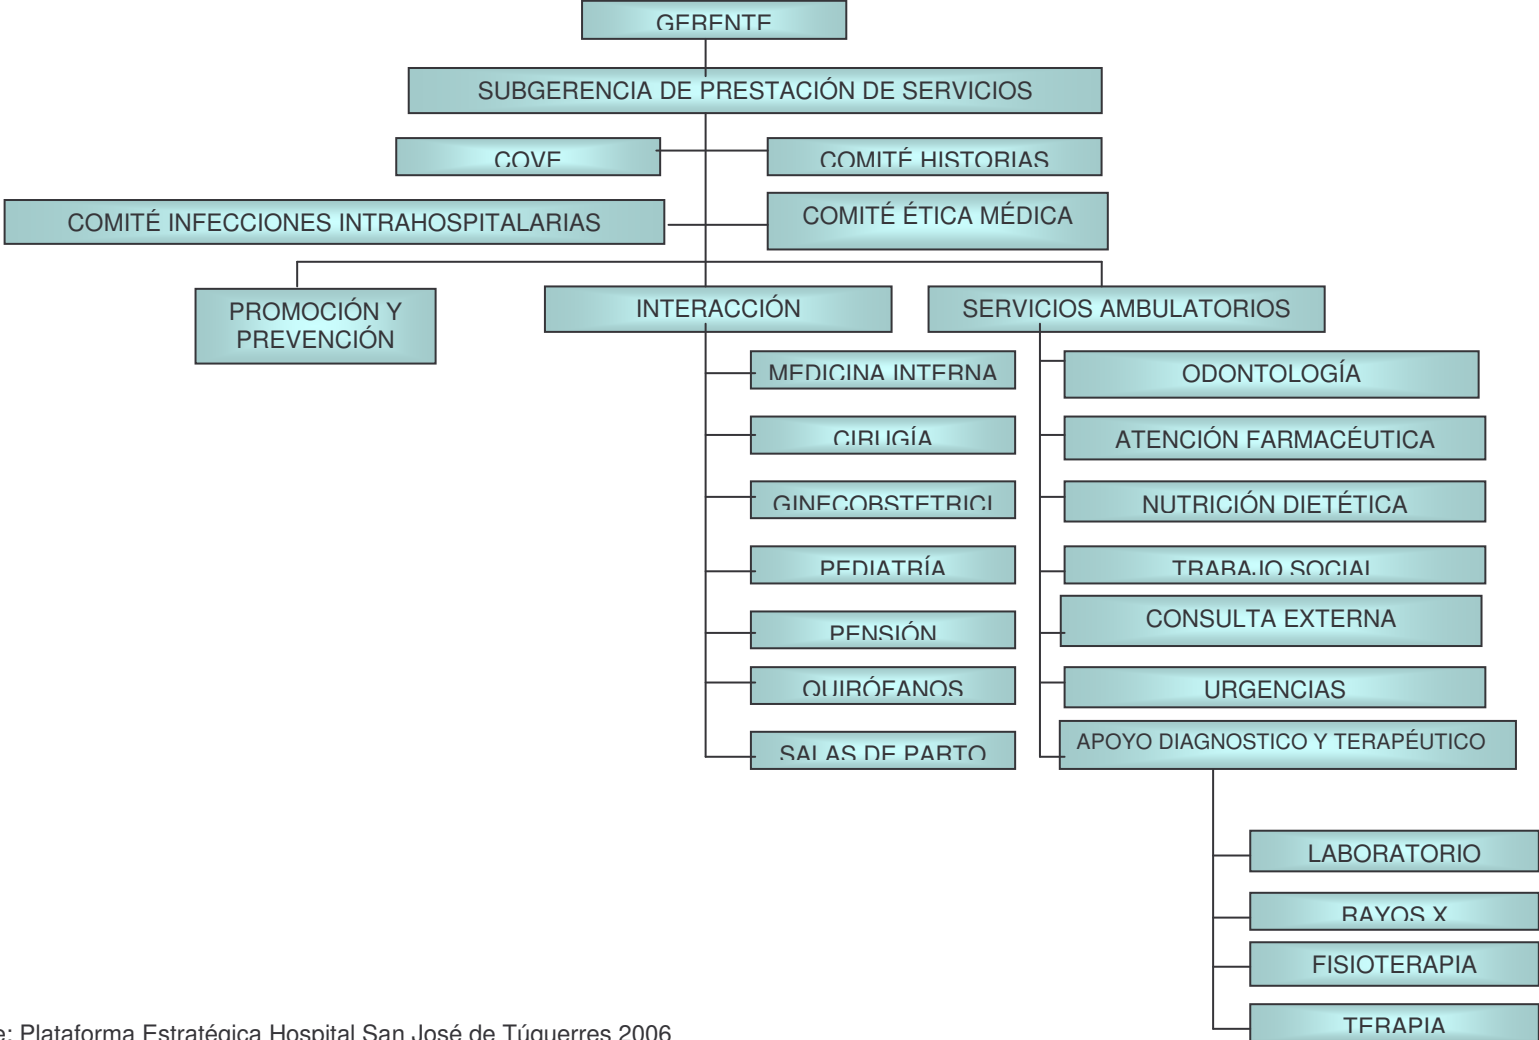 GERENTE
SUBGERENCIA DE PRESTACIÓN DE SERVICIOS
COVE
COMITÉ HISTORIAS
COMITÉ INFECCIONES INTRAHOSPITALARIAS
COMITÉ ÉTICA MÉDICA
PROMOCIÓN Y
PREVENCIÓN
INTERACCIÓN
SERVICIOS AMBULATORIOS
MEDICINA INTERNA
CIRUGÍA
GINECOBSTETRICI
PEDIATRÍA
PENSIÓN
QUIRÓFANOS
SALAS DE PARTO
ODONTOLOGÍA
ATENCIÓN FARMACÉUTICA
NUTRICIÓN DIETÉTICA
TRABAJO SOCIAL
CONSULTA EXTERNA
URGENCIAS
APOYO DIAGNOSTICO Y TERAPÉUTICO
LABORATORIO
RAYOS X
FISIOTERAPIA
TERAPIA
e: Plataforma Estratégica Hospital San José de Túquerres 2006